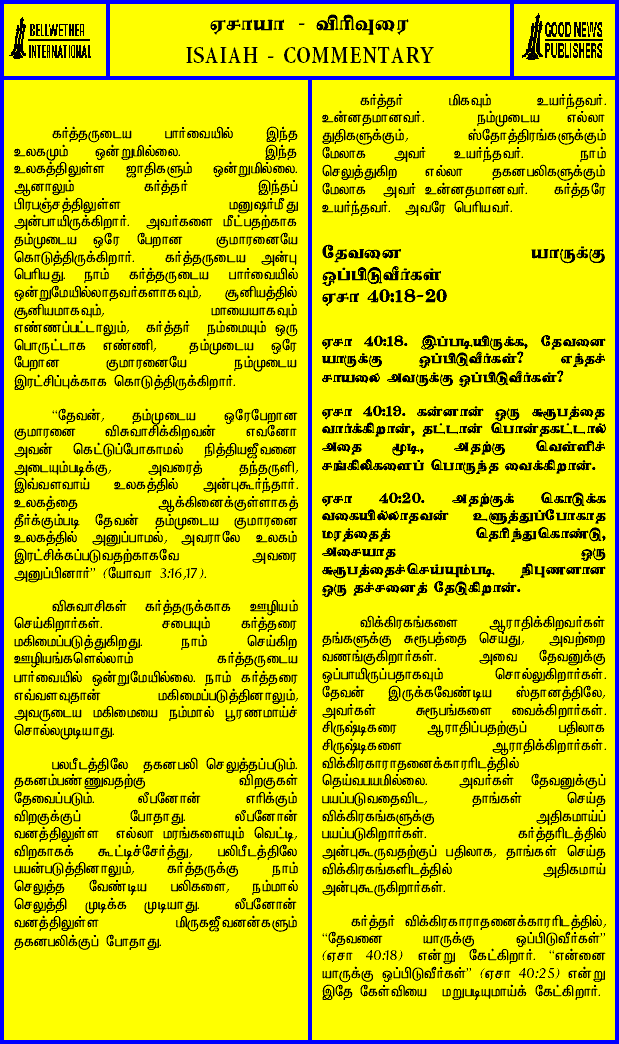 BELLWETHER
INTERNATIONAL
ஏசாயா - விரிவுரை
ISAIAH - COMMENTARY
GOOD NEWS
PUBLISHERS
கர்த்தருடைய பார்வையில் இந்த
உலகமும் ஒன்றுமில்லை. இந்த
உலகத்திலுள்ள ஜாதிகளும் ஒன்றுமில்லை.
ஆனாலும் கர்த்தர் இந்தப்
பிரபஞ்சத்திலுள்ள மனுஷர்மீது
அன்பாயிருக்கிறார். அவர்களை மீட்பதற்காக
தம்முடைய ஒரே பேறான குமாரனையே
கொடுத்திருக்கிறார். கர்த்தருடைய அன்பு
பெரியது. நாம் கர்த்தருடைய பார்வையில்
ஒன்றுமேயில்லாதவர்களாகவும், சூனியத்தில்
சூனியமாகவும், மாயையாகவும்
எண்ணப்பட்டாலும், கர்த்தர் நம்மையும் ஒரு
பொருட்டாக எண்ணி, தம்முடைய ஒரே
பேறான குமாரனையே நம்முடைய
இரட்சிப்புக்காக கொடுத்திருக்கிறார்.
“தேவன், தம்முடைய ஒரேபேறான
குமாரனை விசுவாசிக்கிறவன் எவனோ
அவன் கெட்டுப்போகாமல் நித்தியஜீவனை
அடையும்படிக்கு, அவரைத் தந்தருளி,
இவ்வளவாய் உலகத்தில் அன்புகூர்ந்தார்.
உலகத்தை ஆக்கினைக்குள்ளாகத்
தீர்க்கும்படி தேவன் தம்முடைய குமாரனை
உலகத்தில் அனுப்பாமல், அவராலே உலகம்
இரட்சிக்கப்படுவதற்காகவே அவரை
அனுப்பினார்” (யோவா 3:16,17).
விசுவாசிகள் கர்த்தருக்காக ஊழியம்
செய்கிறார்கள். சபையும் கர்த்தரை
மகிமைப்படுத்துகிறது. நாம் செய்கிற
ஊழியங்களெல்லாம் கர்த்தருடைய
பார்வையில் ஒன்றுமேயில்லை. நாம் கர்த்தரை
எவ்வளவுதான் மகிமைப்படுத்தினாலும்,
அவருடைய மகிமையை நம்மால் பூரணமாய்ச்
சொல்லமுடியாது.
பலபீடத்திலே தகனபலி செலுத்தப்படும்.
தகனம்பண்ணுவதற்கு விறகுகள்
தேவைப்படும். லீபனோன் எரிக்கும்
விறகுக்குப் போதாது. லீபனோன்
வனத்திலுள்ள எல்லா மரங்களையும் வெட்டி,
விறகாகக் கூட்டிச்சேர்த்து, பலிபீடத்திலே
பயன்படுத்தினாலும், கர்த்தருக்கு நாம்
செலுத்த வேண்டிய பலிகளை, நம்மால்
செலுத்தி முடிக்க முடியாது. லீபனோன்
வனத்திலுள்ள மிருகஜீவனன்களும்
தகனபலிக்குப் போதாது.
கர்த்தர் மிகவும் உயர்ந்தவர்.
உன்னதமானவர். நம்முடைய எல்லா
துதிகளுக்கும், ஸ்தோத்திரங்களுக்கும்
மேலாக அவர் உயர்ந்தவர். நாம்
செலுத்துகிற எல்லா தகனபலிகளுக்கும்
மேலாக அவர் உன்னதமானவர். கர்த்தரே
உயர்ந்தவர். அவரே பெரியவர்.
தேவனை யாருக்கு
ஒப்பிடுவீர்கள்
ஏசா 40:18-20
ஏசா 40:18. இப்படியிருக்க, தேவனை
யாருக்கு ஒப்பிடுவீர்கள்? எந்தச்
சாயலை அவருக்கு ஒப்பிடுவீர்கள்?
ஏசா 40:19. கன்னான் ஒரு சுரூபத்தை
வார்க்கிறான், தட்டான் பொன்தகட்டால்
அதை மூடி, அதற்கு வெள்ளிச்
சங்கிலிகளைப் பொருந்த வைக்கிறான்.
ஏசா 40:20. அதற்குக் கொடுக்க
வகையில்லாதவன் உளுத்துப்போகாத
மரத்தைத் தெரிந்துகொண்டு,
அசையாத ஒரு
சுரூபத்தைச்செய்யும்படி நிபுணனான
ஒரு தச்சனைத் தேடுகிறான்.
விக்கிரகங்களை ஆராதிக்கிறவர்கள்
தங்களுக்கு சுரூபத்தை செய்து, அவற்றை
வணங்குகிறார்கள். அவை தேவனுக்கு
ஒப்பாயிருப்பதாகவும் சொல்லுகிறார்கள்.
தேவன் இருக்கவேண்டிய ஸ்தானத்திலே,
அவர்கள் சுரூபங்களை வைக்கிறார்கள்.
சிருஷ்டிகரை ஆராதிப்பதற்குப் பதிலாக
சிருஷ்டிகளை ஆராதிக்கிறார்கள்.
விக்கிரகாராதனைக்காரரிடத்தில்
தெய்வபயமில்லை. அவர்கள் தேவனுக்குப்
பயப்படுவதைவிட, தாங்கள் செய்த
விக்கிரகங்களுக்கு அதிகமாய்ப்
பயப்படுகிறார்கள். கர்த்தரிடத்தில்
அன்புகூருவதற்குப் பதிலாக, தாங்கள் செய்த
விக்கிரகங்களிடத்தில் அதிகமாய்
அன்புகூருகிறார்கள்.
கர்த்தர் விக்கிரகாராதனைக்காரரிடத்தில்,
“தேவனை யாருக்கு ஒப்பிடுவீர்கள்”
(ஏசா 40:18) என்று கேட்கிறார். “என்னை
யாருக்கு ஒப்பிடுவீர்கள்” (ஏசா 40:25) என்று
இதே கேள்வியை மறுபடியுமாய்க் கேட்கிறார்.